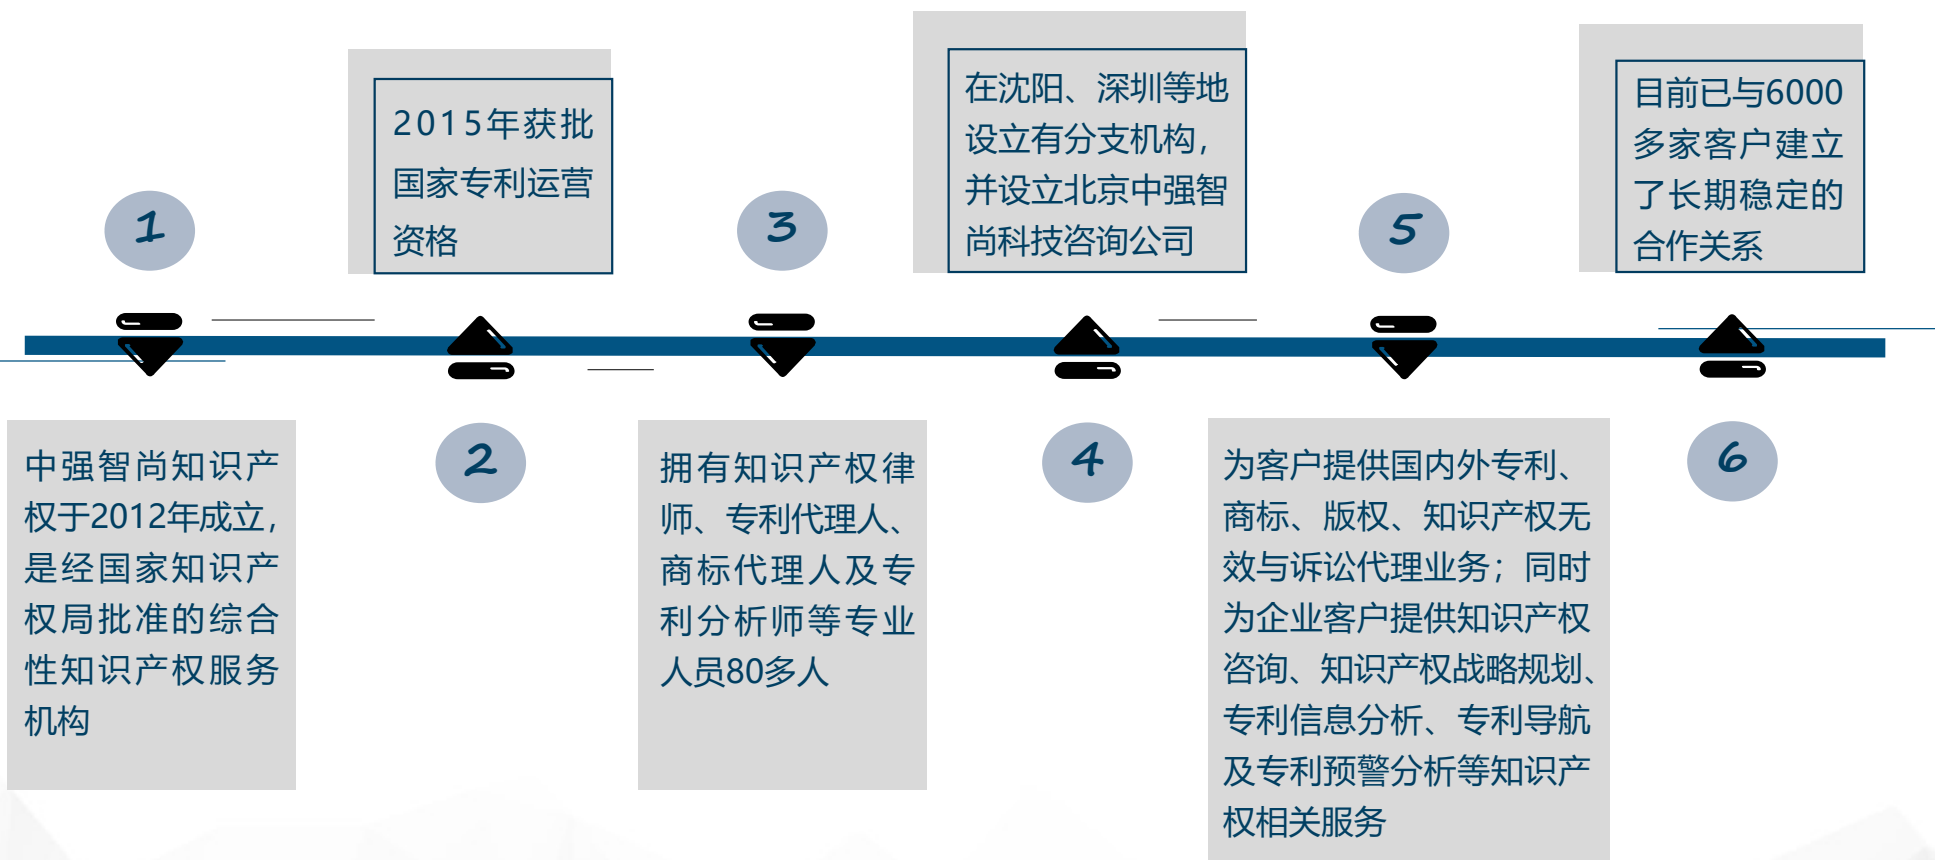 1
中强智尚知识产
权于2012年成立，
是经国家知识产
权局批准的综合
性知识产权服务
机构
2015年获批
国家专利运营
资格
2
3
拥有知识产权律
师、专利代理人、
商标代理人及专
利分析师等专业
人员80多人
在沈阳、深圳等地
设立有分支机构，
并设立北京中强智
尚科技咨询公司
4
5
为客户提供国内外专利、
商标、版权、知识产权无
效与诉讼代理业务；同时
为企业客户提供知识产权
咨询、知识产权战略规划、
专利信息分析、专利导航
及专利预警分析等知识产
权相关服务
目前已与6000
多家客户建立
了长期稳定的
合作关系
6